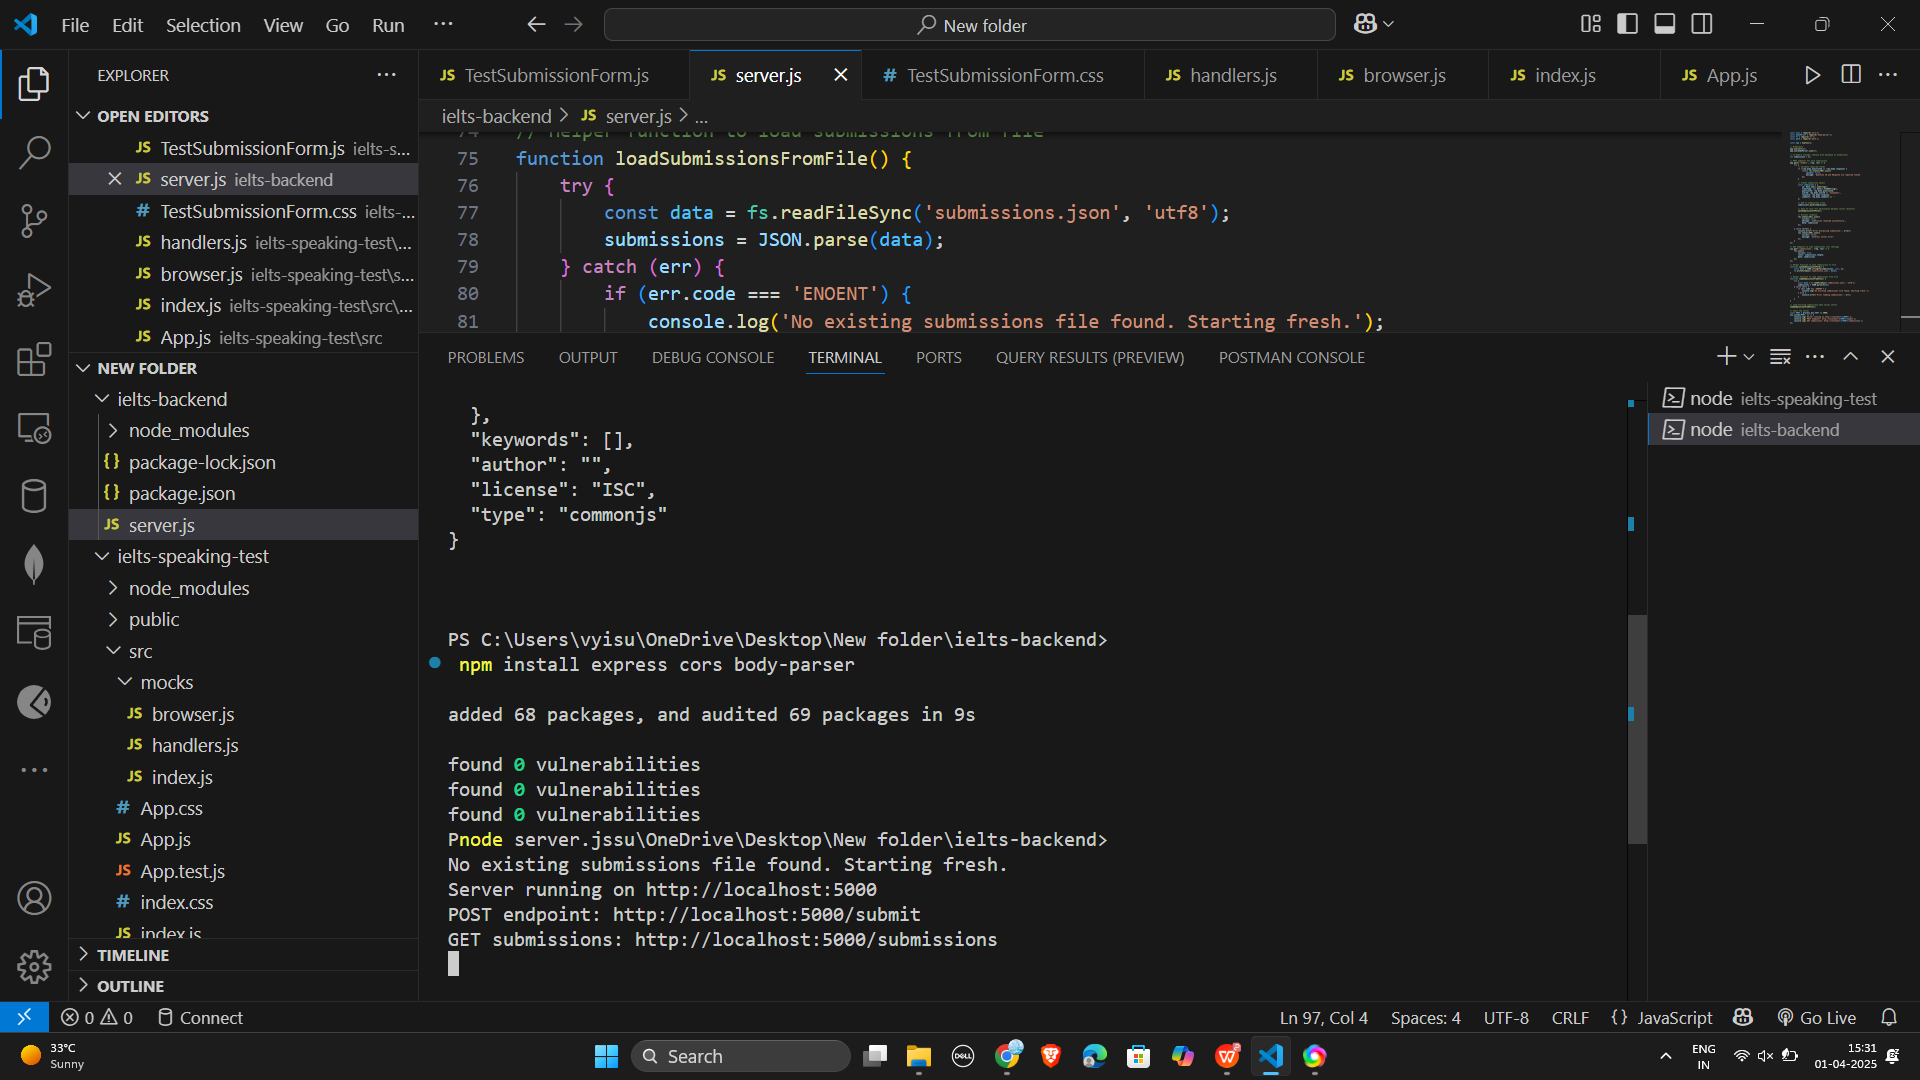 File Edit Selection View Go Run ···
New folder
EXPLORER
OPEN EDITORS
TestSubmissionForm.js ielts-s...
server.js ielts-backend
TestSubmissionForm.css ielts-...
handlers.js ielts-speaking-test\...
browser.js ielts-speaking-test\s...
index.js ielts-speaking-test\src\...
App.js ielts-speaking-test\src
NEW FOLDER
ielts-backend
node_modules
package-lock.json
package.json
server.js
ielts-speaking-test
node_modules
public
src
mocks
browser.js
handlers.js
index.js
App.css
App.js
App.test.js
index.css
index.js
TIMELINE
OUTLINE
TestSubmissionForm.js server.js TestSubmissionForm.css handlers.js browser.js index.js App.js
ielts-backend > JS server.js > ...
74 // Helper function to load submissions from file
75 function loadSubmissionsFromFile() {
76 try {
77 const data = fs.readFileSync('submissions.json', 'utf8');
78 submissions = JSON.parse(data);
79 } catch (err) {
80 if (err.code === 'ENOENT') {
81 console.log('No existing submissions file found. Starting fresh.');
PROBLEMS OUTPUT DEBUG CONSOLE TERMINAL PORTS QUERY RESULTS (PREVIEW) POSTMAN CONSOLE
},
"keywords": [],
"author": "",
"license": "ISC",
"type": "commonjs"
}
PS C:\Users\vyisu\OneDrive\Desktop\New folder\ielts-backend>
npm install express cors body-parser
added 68 packages, and audited 69 packages in 9s
found 0 vulnerabilities
found 0 vulnerabilities
found 0 vulnerabilities
Pnode server.jssu\OneDrive\Desktop\New folder\ielts-backend>
No existing submissions file found. Starting fresh.
Server running on http://localhost:5000
POST endpoint: http://localhost:5000/submit
GET submissions: http://localhost:5000/submissions
node ielts-speaking-test
node ielts-backend
0 0 Connect
Ln 97, Col 4 Spaces: 4 UTF-8 CRLF {} JavaScript Go Live
33°C
Sunny
Search
DELL
ENG
IN
15:31
01-04-2025